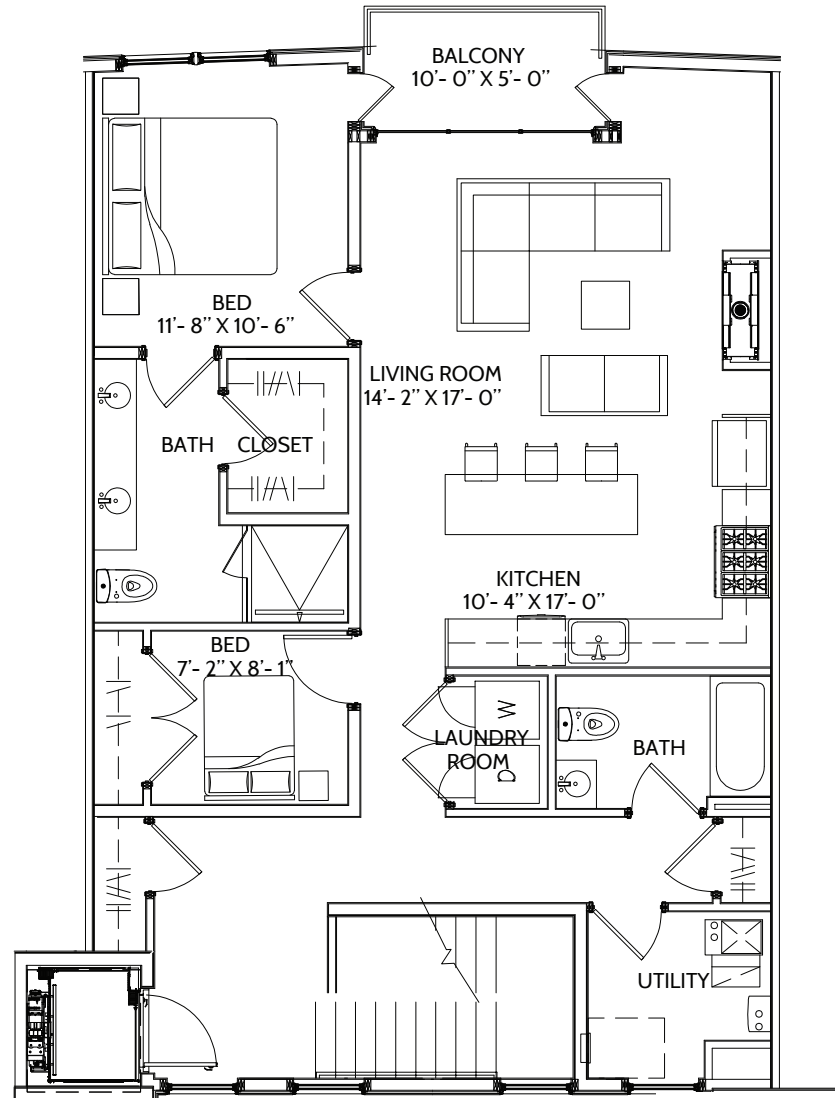 BALCONY
10'- 0" X 5'- 0"
BED
11'- 8" X 10'- 6"
LIVING ROOM
14'- 2" X 17'- 0"
BATH
CLOSET
KITCHEN
10'- 4" X 17'- 0"
BED
7'- 2" X 8'- 1"
W
LAUNDRY
ROOM
D
BATH
UTILITY